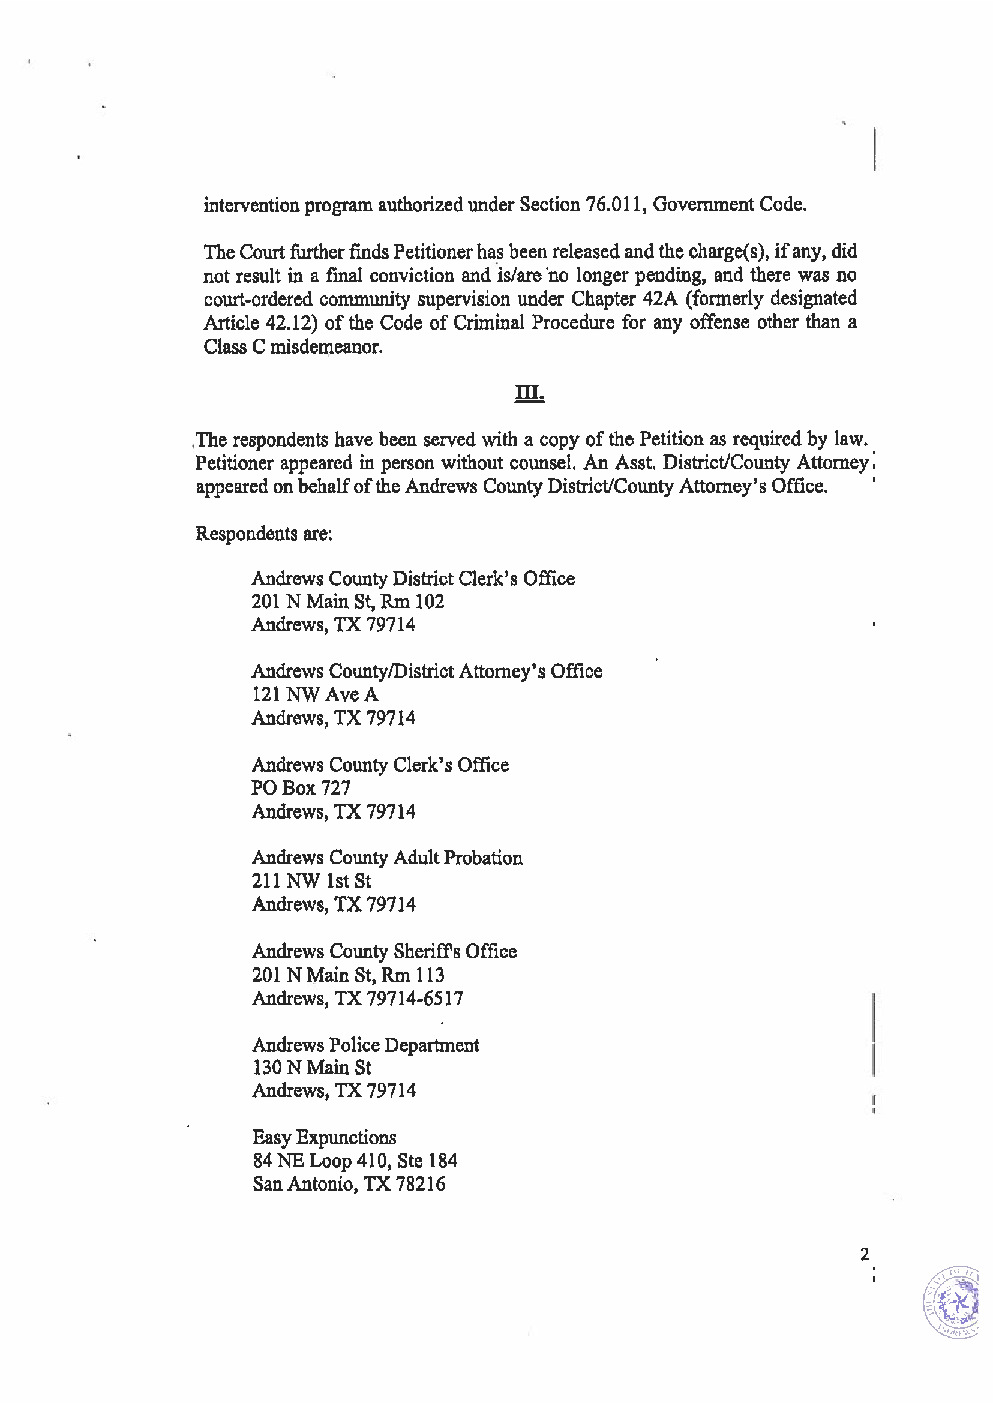 intervention program authorized under Section 76.011, Government Code.
The Court further finds Petitioner has been released and the charge(s), if any, did
not result in a final conviction and is/are no longer pending, and there was no
court-ordered community supervision under Chapter 42A (formerly designated
Article 42.12) of the Code of Criminal Procedure for any offense other than a
Class C misdemeanor.
III.
The respondents have been served with a copy of the Petition as required by law.
Petitioner appeared in person without counsel. An Asst. District/County Attorney
appeared on behalf of the Andrews County District/County Attorney's Office.
Respondents are:
Andrews County District Clerk's Office
201 N Main St, Rm 102
Andrews, TX 79714
Andrews County/District Attorney's Office
121 NW Ave A
Andrews, TX 79714
Andrews County Clerk's Office
PO Box 727
Andrews, TX 79714
Andrews County Adult Probation
211 NW 1st St
Andrews, TX 79714
Andrews County Sheriff's Office
201 N Main St, Rm 113
Andrews, TX 79714-6517
Andrews Police Department
130 N Main St
Andrews, TX 79714
Easy Expunctions
84 NE Loop 410, Ste 184
San Antonio, TX 78216
2